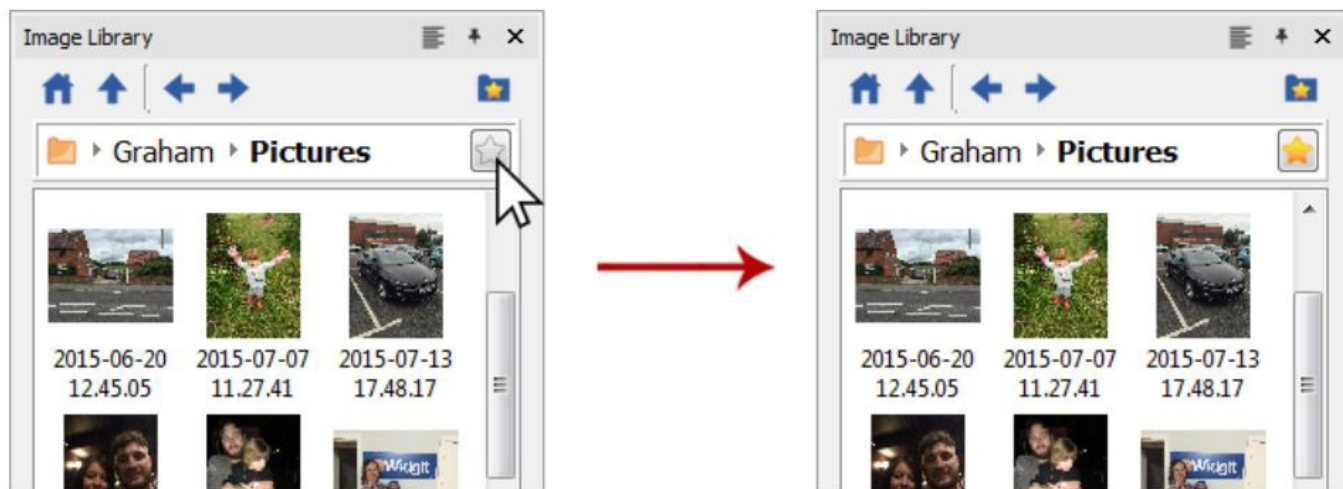 Image Library
Graham Pictures
2015-06-20 2015-07-07 2015-07-13
12.45.05 11.27.41 17.48.17
Widgit
Image Library
Graham Pictures
2015-06-20 2015-07-07 2015-07-13
12.45.05 11.27.41 17.48.17
Widgit